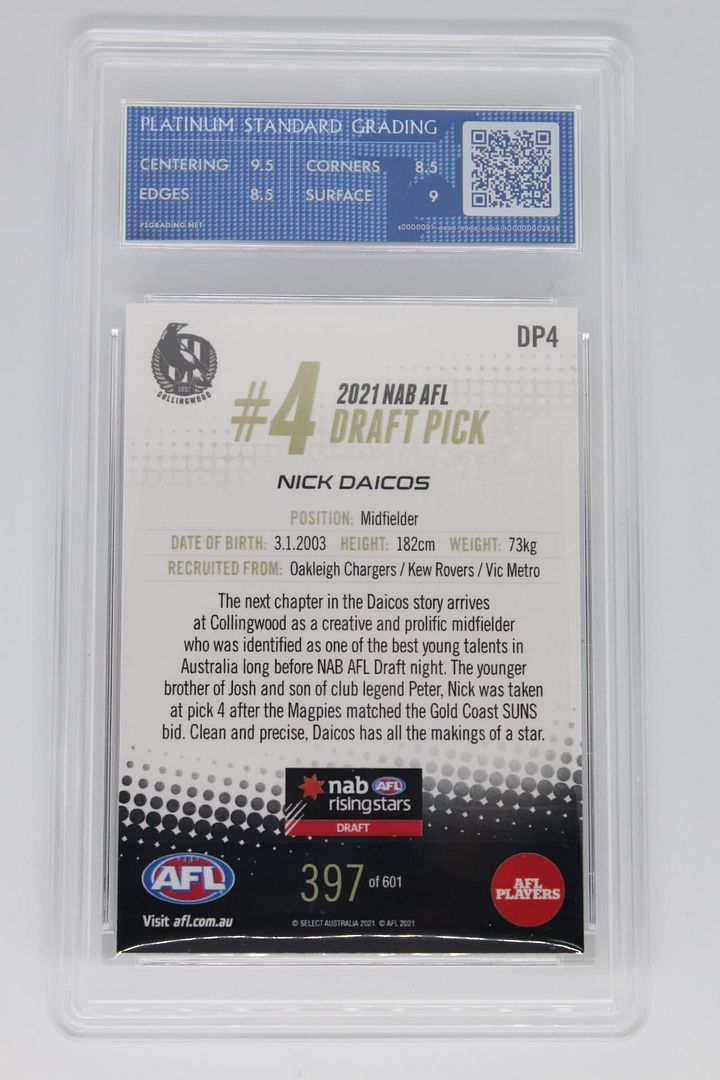 PLATINUM STANDARD GRADING
CENTERING 9.5 CORNERS 8.5
EDGES 8.5 SURFACE 9
PSGRADING.NET
DP4
1892
COLLINGWOOD
#4 2021 NAB AFL
DRAFT PICK
NICK DAICOS
POSITION: Midfielder
DATE OF BIRTH: 3.1.2003 HEIGHT: 182cm WEIGHT: 73kg
RECRUITED FROM: Oakleigh Chargers / Kew Rovers / Vic Metro
The next chapter in the Daicos story arrives
at Collingwood as a creative and prolific midfielder
who was identified as one of the best young talents in
Australia long before NAB AFL Draft night. The younger
brother of Josh and son of club legend Peter, Nick was taken
at pick 4 after the Magpies matched the Gold Coast SUNS
bid. Clean and precise, Daicos has all the makings of a star.
nab AFL
risingstars
DRAFT
AFL
397 of 601
AFL
PLAYERS
Visit afl.com.au
© SELECT AUSTRALIA 2021 © AFL 2021